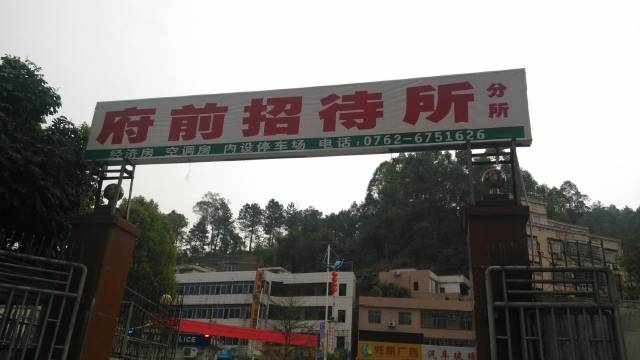 府前招待所 分所
经济房 空调房 内设停车场 电话:0762-6751626
POLICE